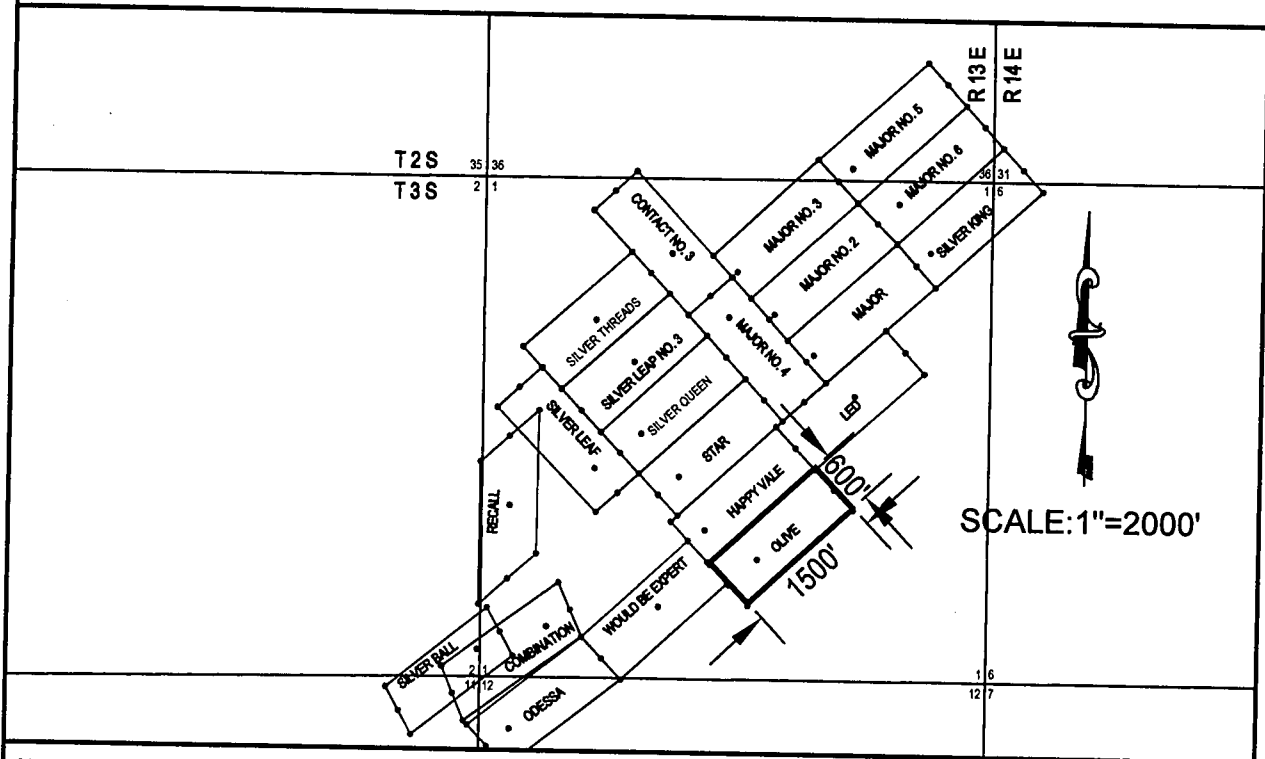 R 13 E
R 14 E
T 2 S
35 36
36 31
T 3 S
2 1
1 6
MAJOR NO. 5
MAJOR NO. 6
SILVER KING
CONTACT NO. 3
MAJOR NO. 3
MAJOR NO. 2
MAJOR
MAJOR NO. 4
SILVER THREADS
SILVER LEAP NO. 3
SILVER QUEEN
SILVER LEAF
STAR
LED
RECALL
HAPPY VALE
600'
SCALE:1"=2000'
OLIVE
1500'
WOULD BE EXPERT
COMBINATION
SILVER BALL
2 1
11 12
1 6
12 7
ODESSA